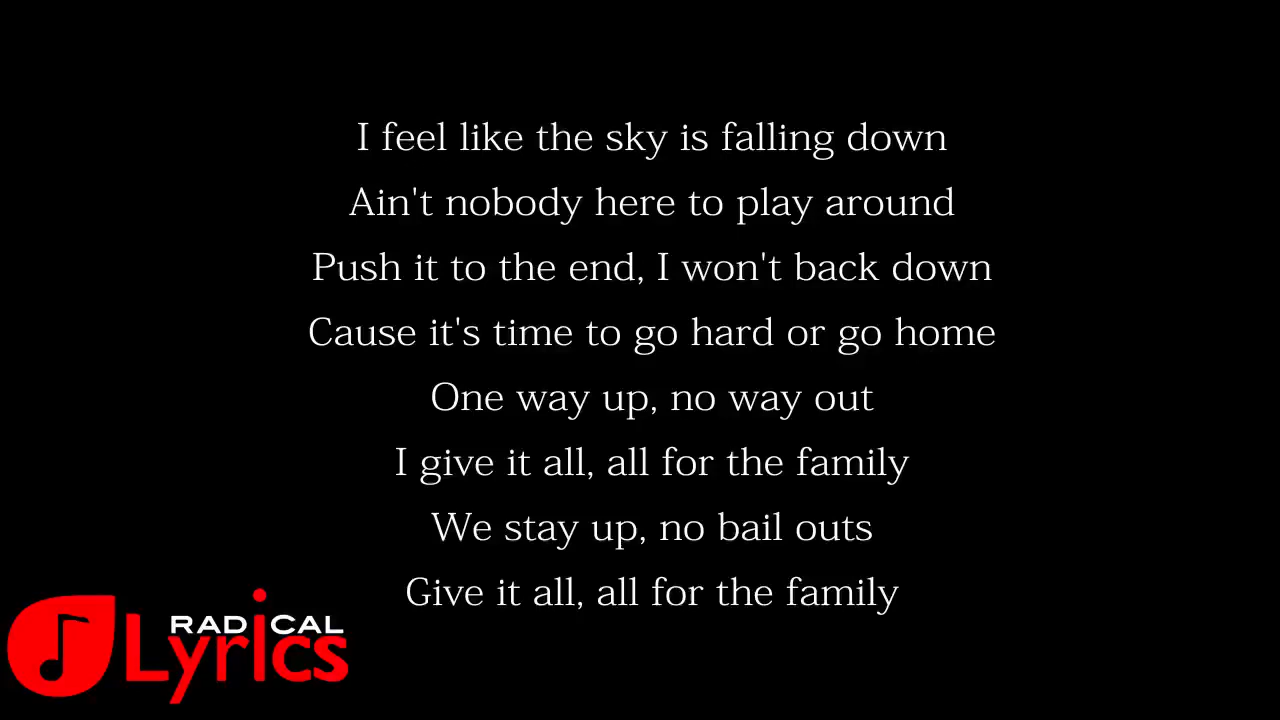 I feel like the sky is falling down
Ain't nobody here to play around
Push it to the end, I won't back down
Cause it's time to go hard or go home
One way up, no way out
I give it all, all for the family
We stay up, no bail outs
Give it all, all for the family
RADICAL
Lyrics